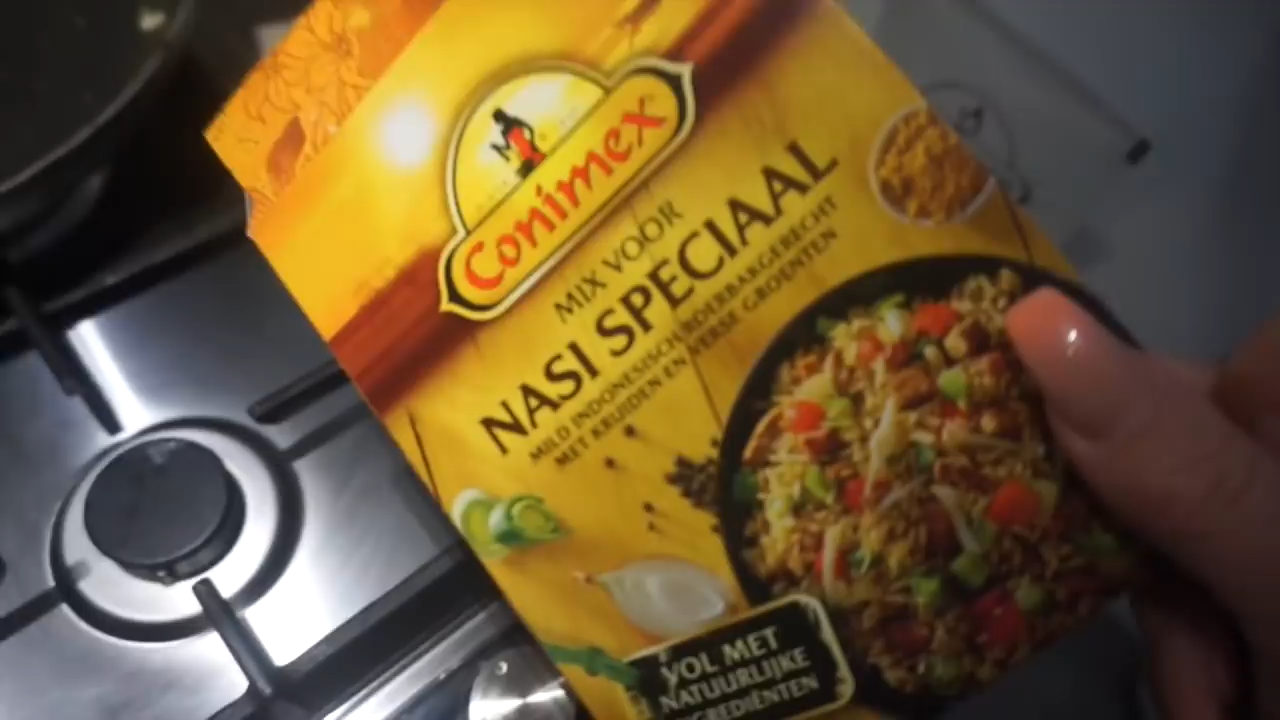 Conimex
MIX VOOR
NASI SPECIAAL
MILD INDONESISCH ROERBAKGERECHT
MET KRUIDEN EN VERSE GROENTEN
VOL MET
NATUURLIJKE
INGREDIËNTEN